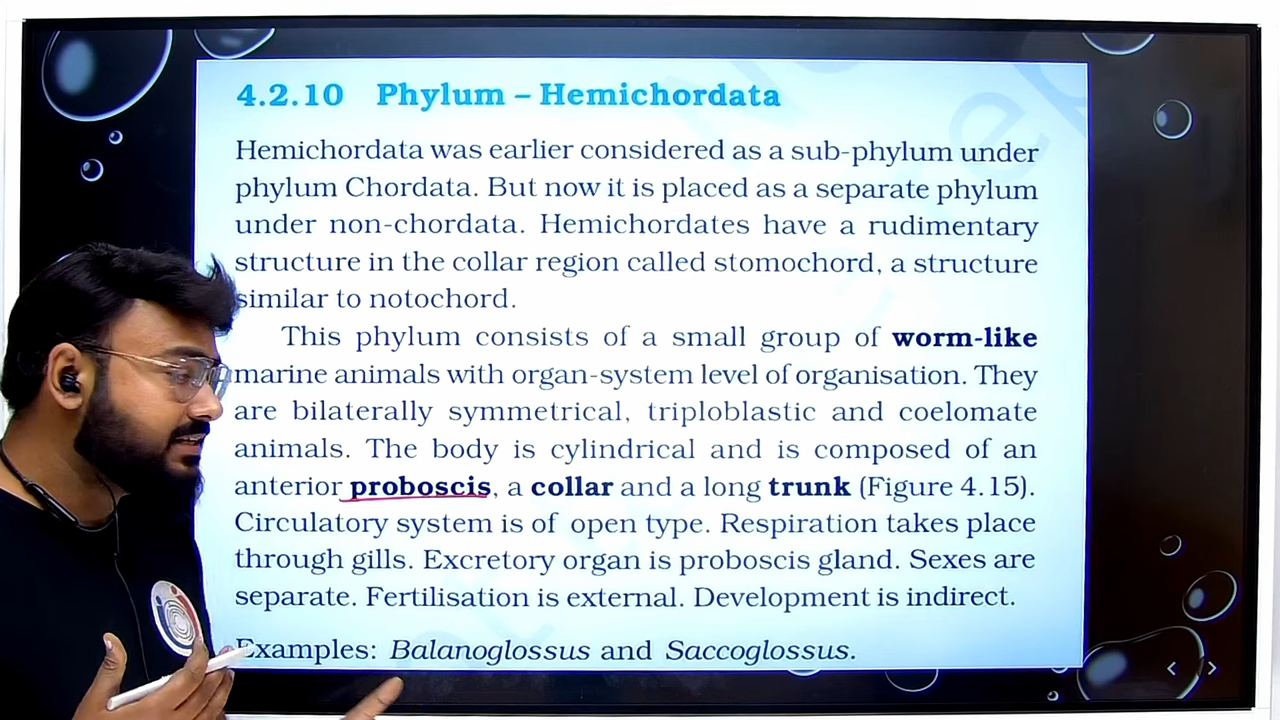 4.2.10 Phylum – Hemichordata
Hemichordata was earlier considered as a sub-phylum under
phylum Chordata. But now it is placed as a separate phylum
under non-chordata. Hemichordates have a rudimentary
structure in the collar region called stomochord, a structure
similar to notochord.
This phylum consists of a small group of worm-like
marine animals with organ-system level of organisation. They
are bilaterally symmetrical, triploblastic and coelomate
animals. The body is cylindrical and is composed of an
anterior proboscis, a collar and a long trunk (Figure 4.15).
Circulatory system is of open type. Respiration takes place
through gills. Excretory organ is proboscis gland. Sexes are
separate. Fertilisation is external. Development is indirect.
Examples: Balanoglossus and Saccoglossus.